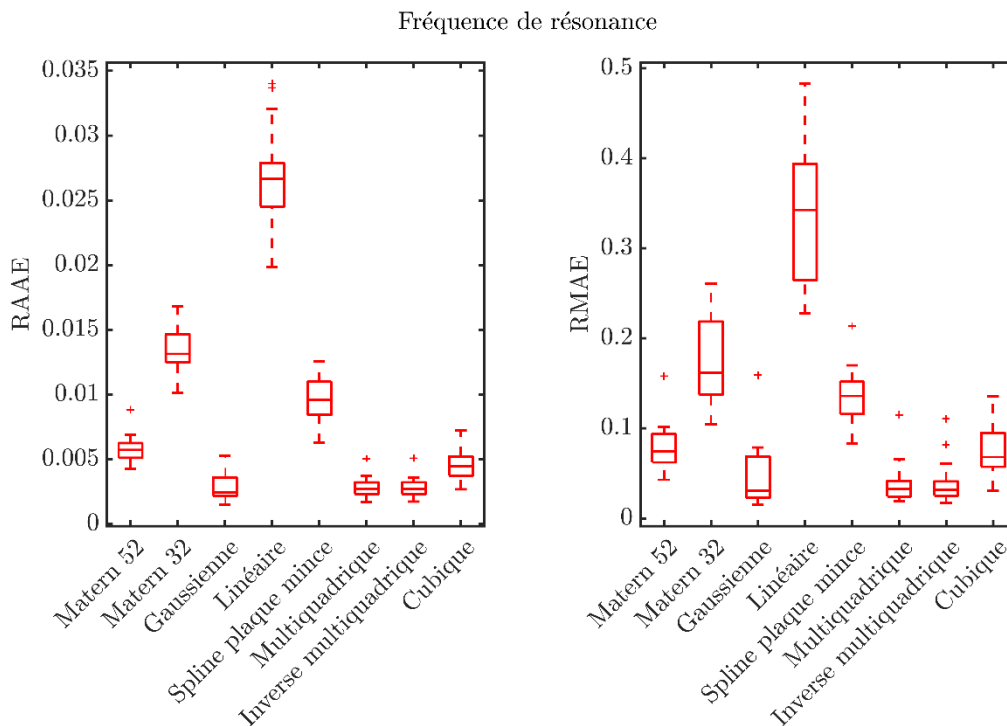 Fréquence de résonance
RAAE
0.035
0.03
0.025
0.02
0.015
0.01
0.005
0
Matern 52
Matern 32
Gaussienne
Linéaire
Spline plaque mince
Multiquadrique
Inverse multiquadrique
Cubique
RMAE
0.5
0.4
0.3
0.2
0.1
0
Matern 52
Matern 32
Gaussienne
Linéaire
Spline plaque mince
Multiquadrique
Inverse multiquadrique
Cubique